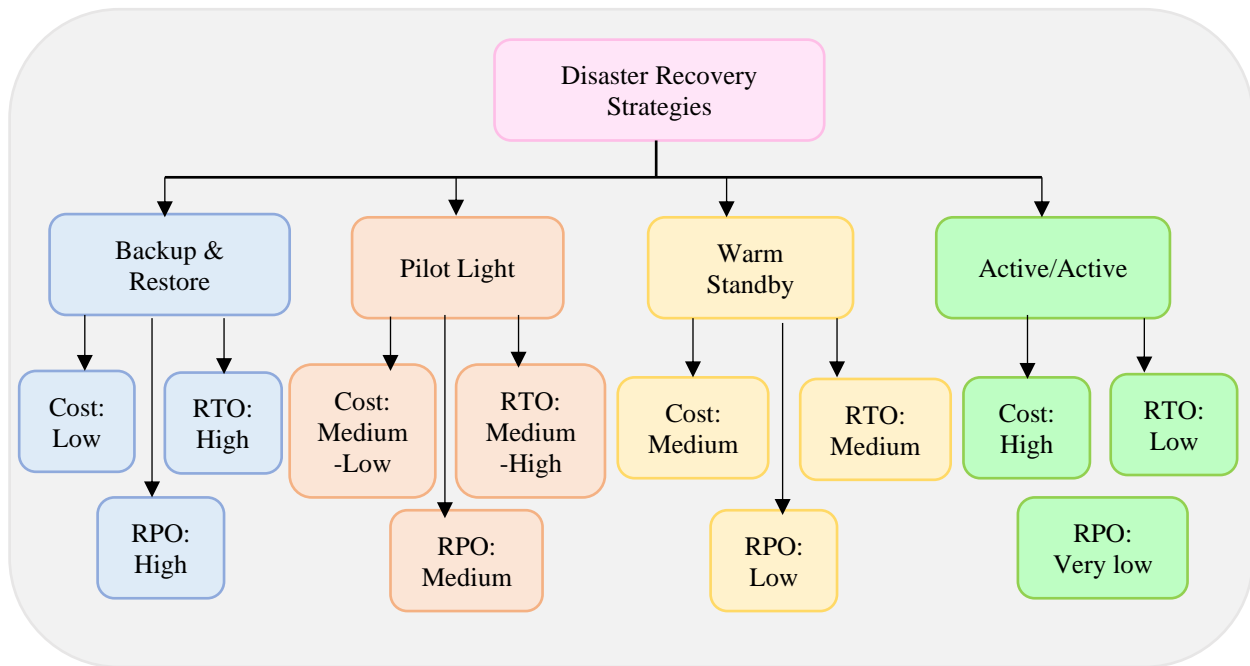 Disaster Recovery
Strategies
Backup &
Restore
Pilot Light
Warm
Standby
Active/Active
Cost:
Low
RTO:
High
RPO:
High
Cost:
Medium
-Low
RTO:
Medium
-High
RPO:
Medium
Cost:
Medium
RTO:
Medium
RPO:
Low
Cost:
High
RTO:
Low
RPO:
Very low